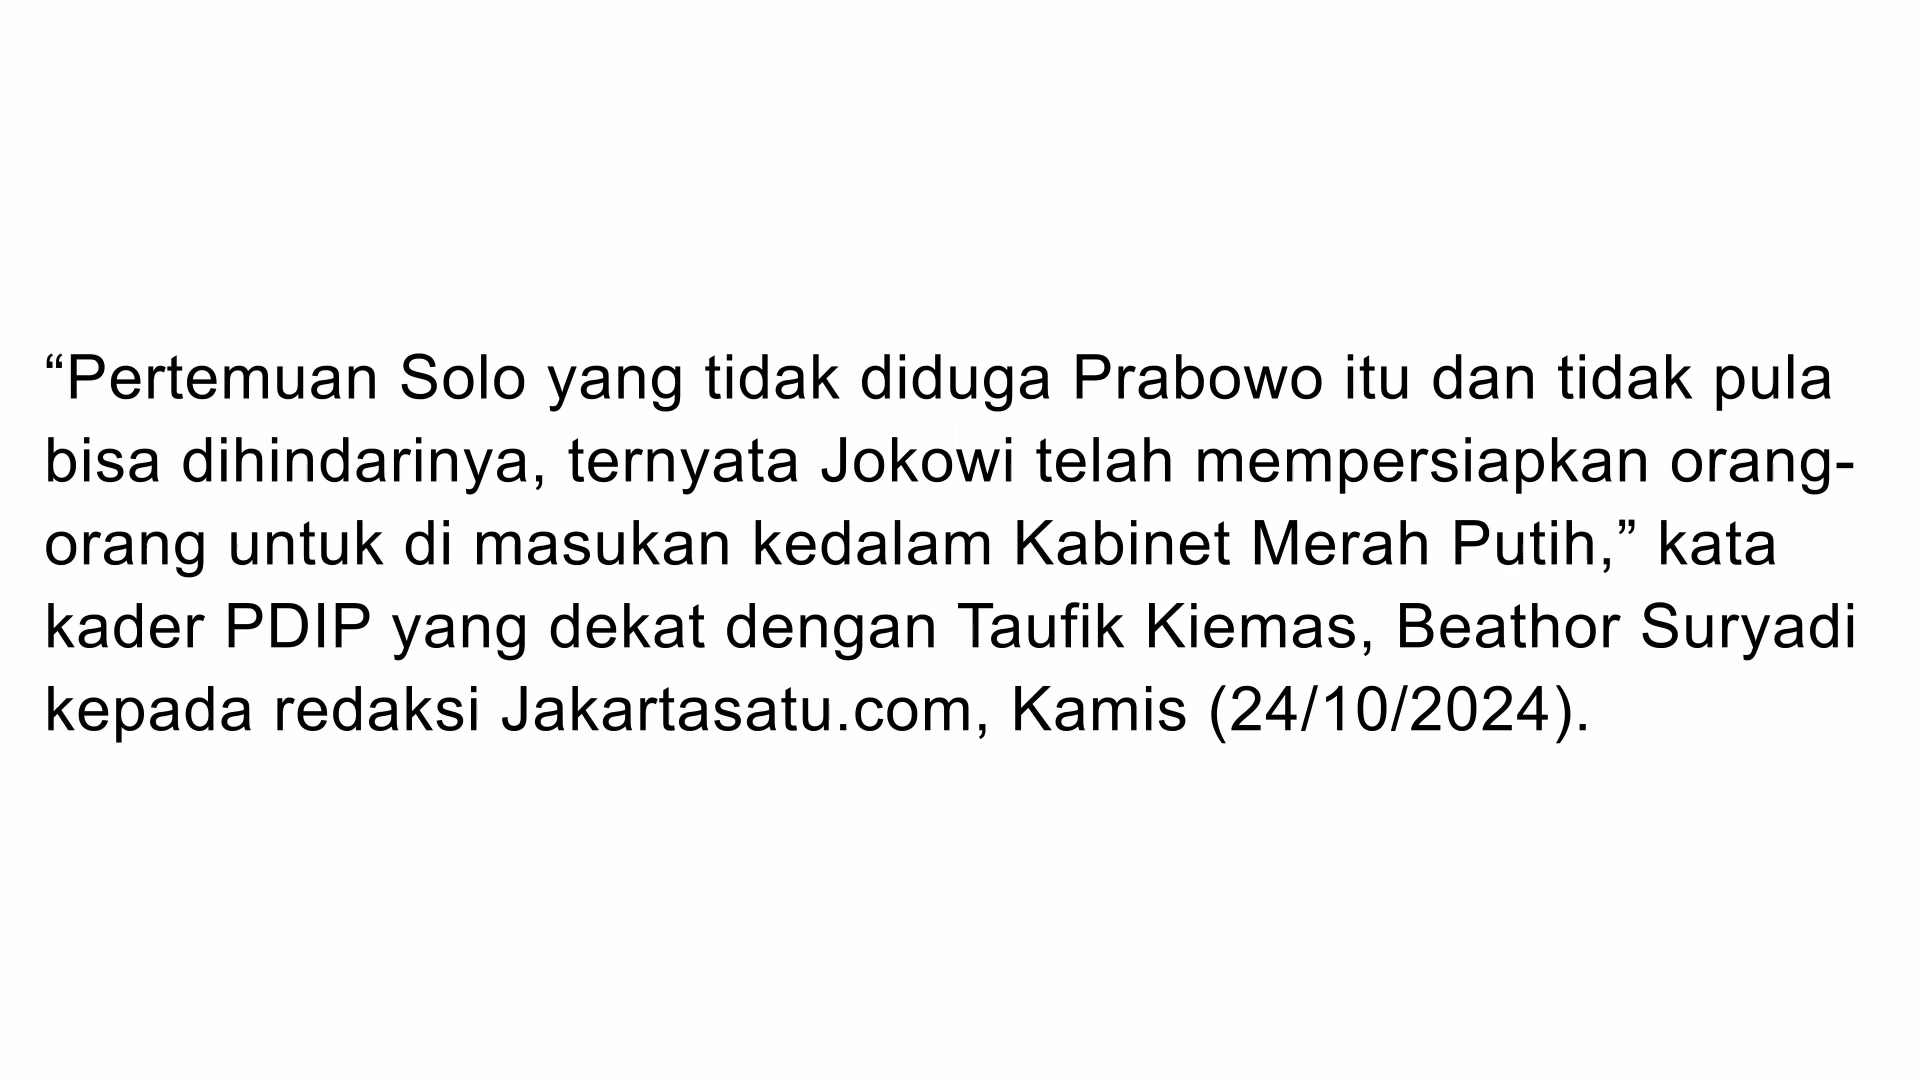 “Pertemuan Solo yang tidak diduga Prabowo itu dan tidak pula
bisa dihindarinya, ternyata Jokowi telah mempersiapkan orang-
orang untuk di masukan kedalam Kabinet Merah Putih,” kata
kader PDIP yang dekat dengan Taufik Kiemas, Beathor Suryadi
kepada redaksi Jakartasatu.com, Kamis (24/10/2024).